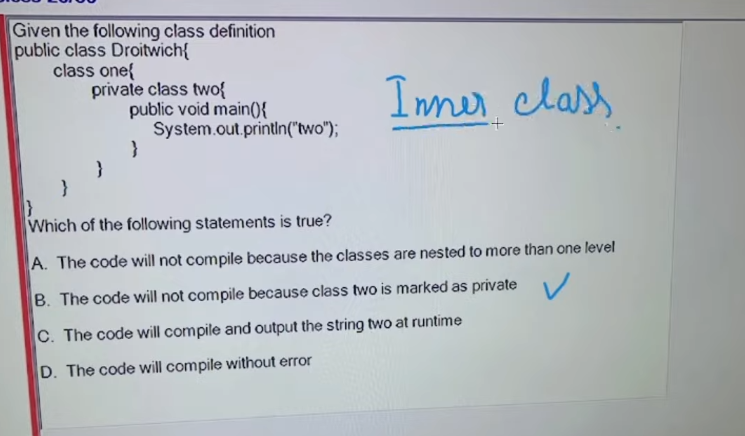 Given the following class definition
public class Droitwich{
class one{
private class two{
public void main(){
System.out.println("two");
}
}
}
}
Inner class.
Which of the following statements is true?
A. The code will not compile because the classes are nested to more than one level
B. The code will not compile because class two is marked as private ✓
C. The code will compile and output the string two at runtime
D. The code will compile without error